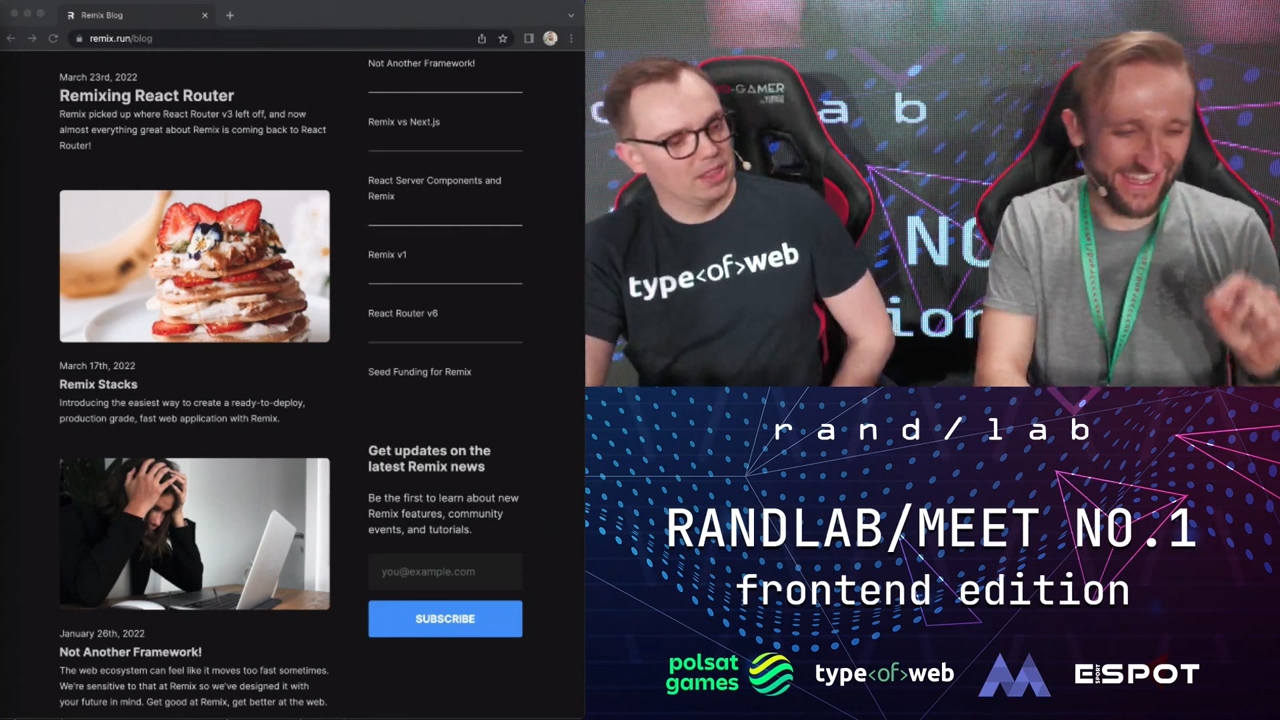 Remix Blog
remix.run/blog
March 23rd, 2022
Remixing React Router
Remix picked up where React Router v3 left off, and now
almost everything great about Remix is coming back to React
Router!
March 17th, 2022
Remix Stacks
Introducing the easiest way to create a ready-to-deploy,
production grade, fast web application with Remix.
January 26th, 2022
Not Another Framework!
The web ecosystem can feel like it moves too fast sometimes.
We're sensitive to that at Remix so we've designed it with
your future in mind. Get good at Remix, get better at the web.
Not Another Framework!
Remix vs Next.js
React Server Components and
Remix
Remix v1
React Router v6
Seed Funding for Remix
Get updates on the
latest Remix news
Be the first to learn about new
Remix features, community
events, and tutorials.
you@example.com
SUBSCRIBE
GAMER
a b
NO
ion
type<of>web
rand/lab
RANDLAB/MEET NO.1
frontend edition
polsat
games
type<of>web
ESPORT
ESPOT